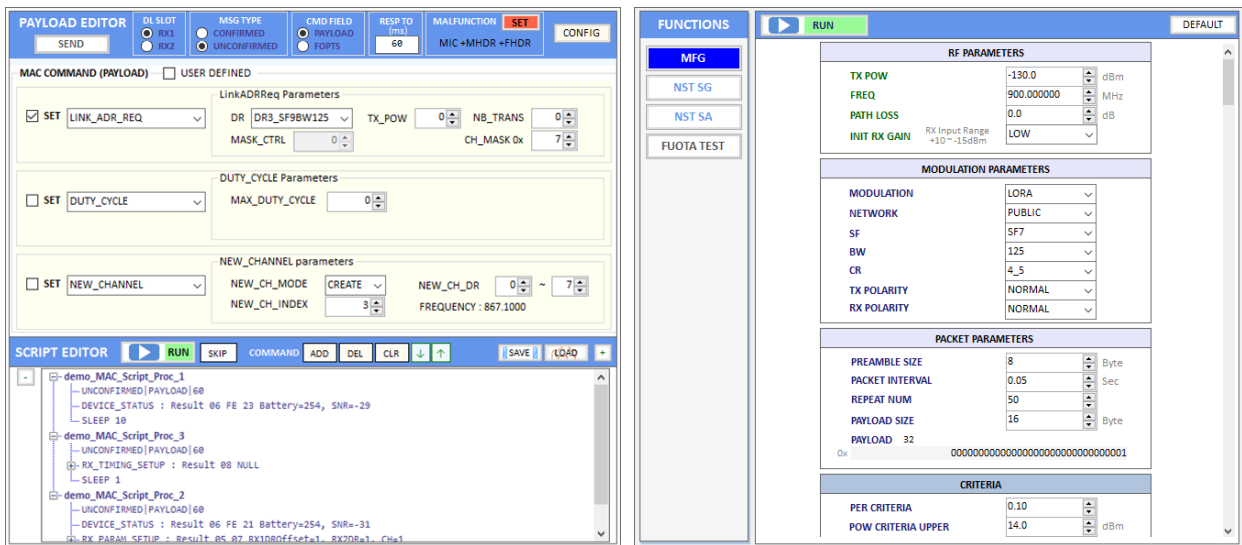 PAYLOAD EDITOR
SEND
DL SLOT
RX1
RX2
MSG TYPE
CONFIRMED
UNCONFIRMED
CMD FIELD
PAYLOAD
FOPTS
RESP TO
(ms)
60
MALFUNCTION SET
MIC +MHDR +FHDR
CONFIG
MAC COMMAND (PAYLOAD) USER DEFINED
LinkADRReq Parameters
SET LINK_ADR_REQ DR DR3_SF9BW125 TX_POW 0 NB_TRANS 0
MASK_CTRL 0 CH_MASK 0x 7
DUTY_CYCLE Parameters
SET DUTY_CYCLE MAX_DUTY_CYCLE 0
NEW_CHANNEL parameters
SET NEW_CHANNEL NEW_CH_MODE CREATE NEW_CH_DR 0 ~ 7
NEW_CH_INDEX 3 FREQUENCY : 867.1000
SCRIPT EDITOR RUN SKIP COMMAND ADD DEL CLR ↓ ↑ SAVE LOAD +
demo_MAC_Script_Proc_1
UNCONFIRMED|PAYLOAD|60
DEVICE_STATUS : Result 06 FE 23 Battery=254, SNR=-29
SLEEP 10
demo_MAC_Script_Proc_3
UNCONFIRMED|PAYLOAD|60
RX_TIMING_SETUP : Result 08 NULL
SLEEP 1
demo_MAC_Script_Proc_2
UNCONFIRMED|PAYLOAD|60
DEVICE_STATUS : Result 06 FE 21 Battery=254, SNR=-31
RX_PARAM_SETUP : Result 05 07 RX1DROffset=1, RX2DR=1, CH=1
FUNCTIONS
MFG
NST SG
NST SA
FUOTA TEST
RUN DEFAULT
RF PARAMETERS
TX POW -130.0 dBm
FREQ 900.000000 MHz
PATH LOSS 0.0 dB
INIT RX GAIN RX Input Range LOW
+10~-15dBm
MODULATION PARAMETERS
MODULATION LORA
NETWORK PUBLIC
SF SF7
BW 125
CR 4_5
TX POLARITY NORMAL
RX POLARITY NORMAL
PACKET PARAMETERS
PREAMBLE SIZE 8 Byte
PACKET INTERVAL 0.05 Sec
REPEAT NUM 50
PAYLOAD SIZE 16 Byte
PAYLOAD 32
0x 00000000000000000000000000000001
CRITERIA
PER CRITERIA 0.10
POW CRITERIA UPPER 14.0 dBm